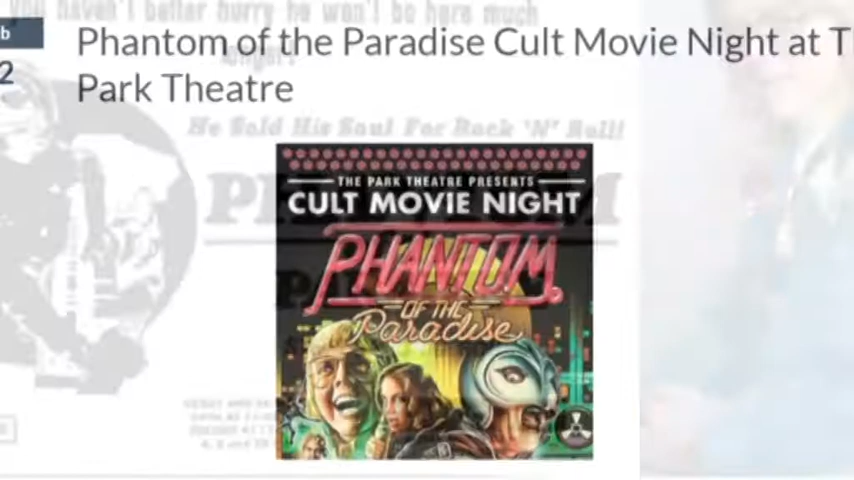 you haven't better hurry he won't be here much
longer!
b
2
Phantom of the Paradise Cult Movie Night at T
Park Theatre
He Sold His Soul For Rock 'N' Roll!
THE PARK THEATRE PRESENTS
CULT MOVIE NIGHT
PHANTOM
OF THE
Paradise